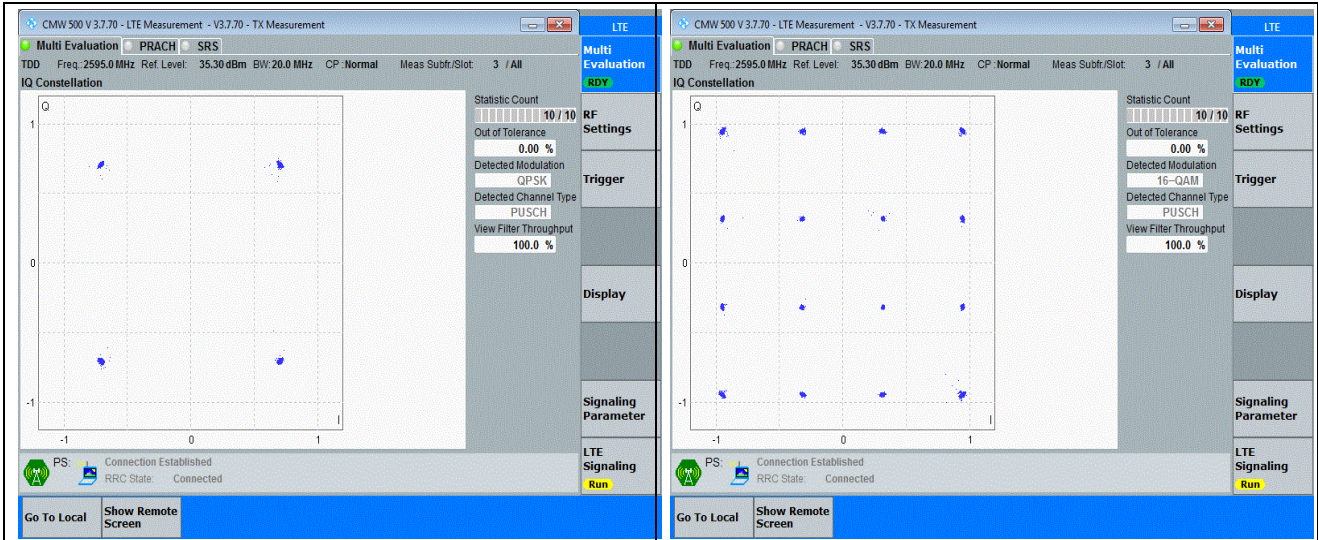 CMW 500 V 3.7.70 - LTE Measurement - V3.7.70 - TX Measurement
LTE
Multi Evaluation PRACH SRS
Multi
Evaluation
RDY
TDD Freq.:2595.0 MHz Ref. Level: 35.30 dBm BW:20.0 MHz CP :Normal Meas Subfr./Slot: 3 / All
IQ Constellation
Q
1
0
-1
I
-1 0 1
Statistic Count
10 / 10
Out of Tolerance
0.00 %
Detected Modulation
QPSK
Detected Channel Type
PUSCH
View Filter Throughput
100.0 %
RF
Settings
Trigger
Display
Signaling
Parameter
LTE
Signaling
Run
PS: Connection Established
RRC State: Connected
Go To Local
Show Remote
Screen
CMW 500 V 3.7.70 - LTE Measurement - V3.7.70 - TX Measurement
LTE
Multi Evaluation PRACH SRS
Multi
Evaluation
RDY
TDD Freq.:2595.0 MHz Ref. Level: 35.30 dBm BW:20.0 MHz CP :Normal Meas Subfr./Slot: 3 / All
IQ Constellation
Q
1
0
-1
I
-1 0 1
Statistic Count
10 / 10
Out of Tolerance
0.00 %
Detected Modulation
16-QAM
Detected Channel Type
PUSCH
View Filter Throughput
100.0 %
RF
Settings
Trigger
Display
Signaling
Parameter
LTE
Signaling
Run
PS: Connection Established
RRC State: Connected
Go To Local
Show Remote
Screen